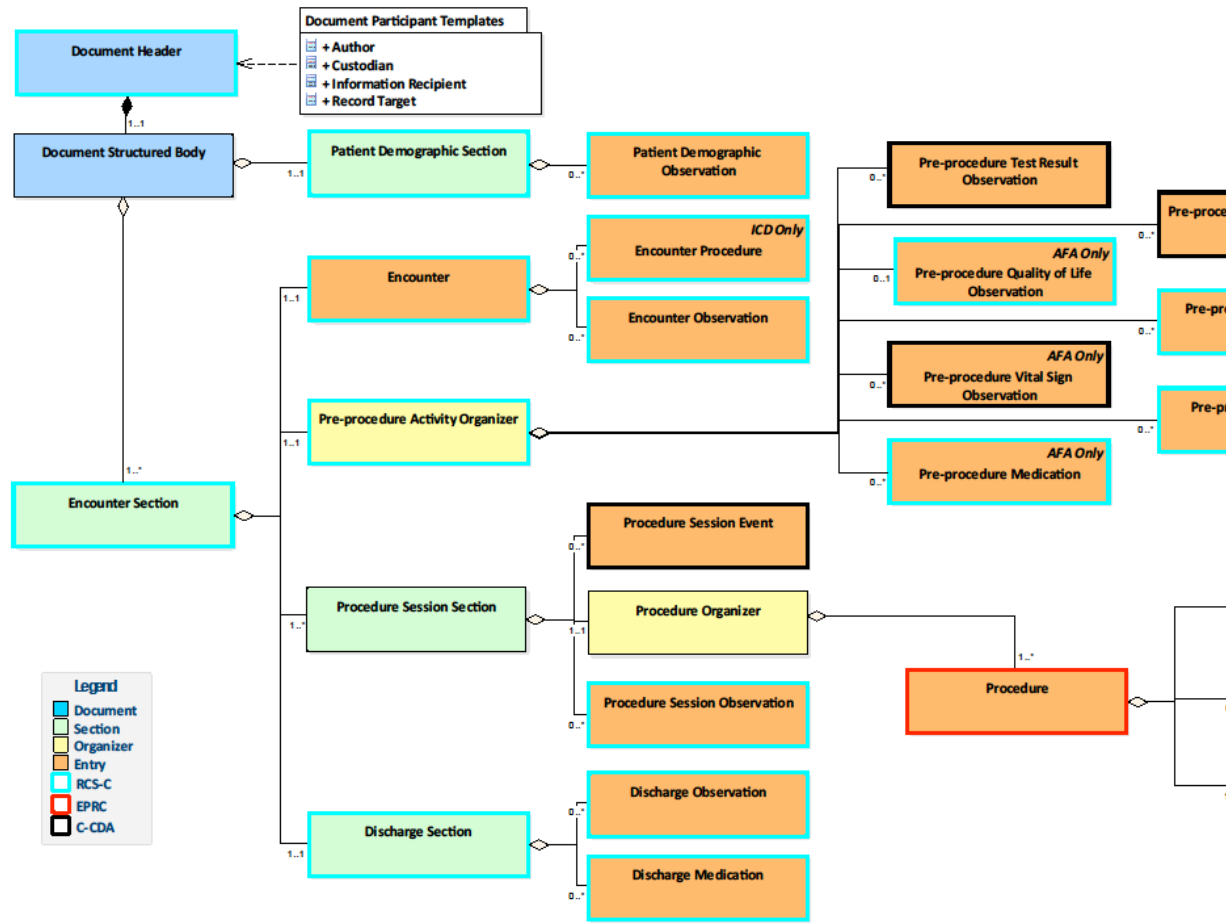 Document Participant Templates
+ Author
+ Custodian
+ Information Recipient
+ Record Target
Document Header
1..1
Document Structured Body
1..1
Patient Demographic Section
0..*
Patient Demographic
Observation
0..*
Pre-procedure Test Result
Observation
0..*
ICD Only
Encounter Procedure
0..*
1..1
Encounter
0..*
Encounter Observation
AFA Only
0..1
Pre-procedure Quality of Life
Observation
0..*
AFA Only
0..*
Pre-procedure Vital Sign
Observation
0..*
1..1
Pre-procedure Activity Organizer
AFA Only
0..*
Pre-procedure Medication
1..*
Encounter Section
0..*
Procedure Session Event
1..*
Procedure Session Section
1..1
Procedure Organizer
1..*
Procedure
0..*
Procedure Session Observation
0..*
Discharge Observation
1..1
Discharge Section
0..*
Discharge Medication
Legend
Document
Section
Organizer
Entry
RCS-C
EPRC
C-CDA